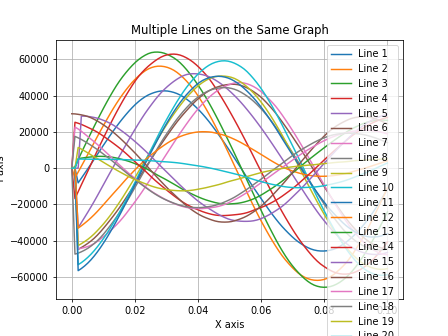 Multiple Lines on the Same Graph
60000
40000
20000
0
−20000
−40000
−60000
0.00
0.02
0.04
0.06
X axis
Line 1
Line 2
Line 3
Line 4
Line 6
Line 7
Line 8
Line 9
Line 10
Line 11
Line 12
Line 13
Line 14
Line 15
Line 16
Line 17
Line 18
Line 19
Line 20